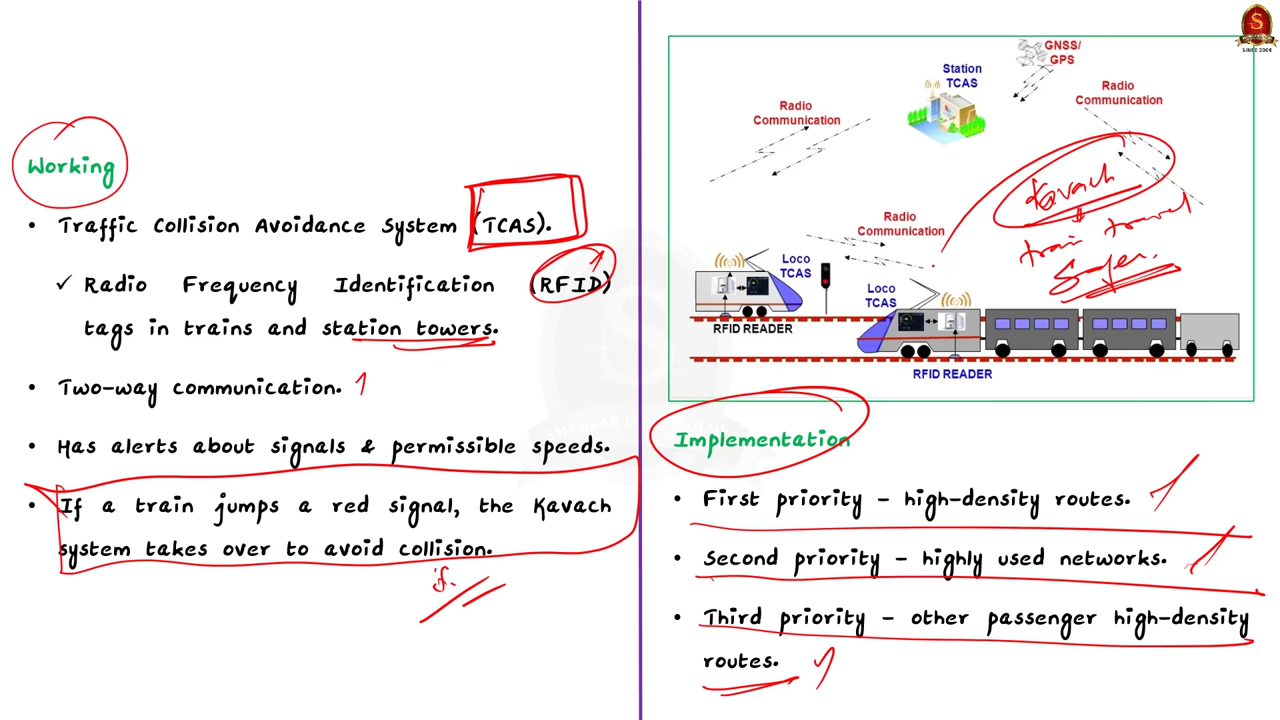 Working
• Traffic Collision Avoidance System (TCAS).
✓ Radio Frequency Identification (RFID)
tags in trains and station towers.
• Two-way communication.
• Has alerts about signals & permissible speeds.
• If a train jumps a red signal, the Kavach
system takes over to avoid collision.
if.
S
SINCE 2004
GNSS/
GPS
Station
TCAS
Radio
Communication
Radio
Communication
Kavach
train travel
Safer.
Radio
Communication
Loco
TCAS
Loco
TCAS
RFID READER
RFID READER
Implementation
• First priority – high-density routes.
• Second priority – highly used networks.
• Third priority – other passenger high-density
routes.